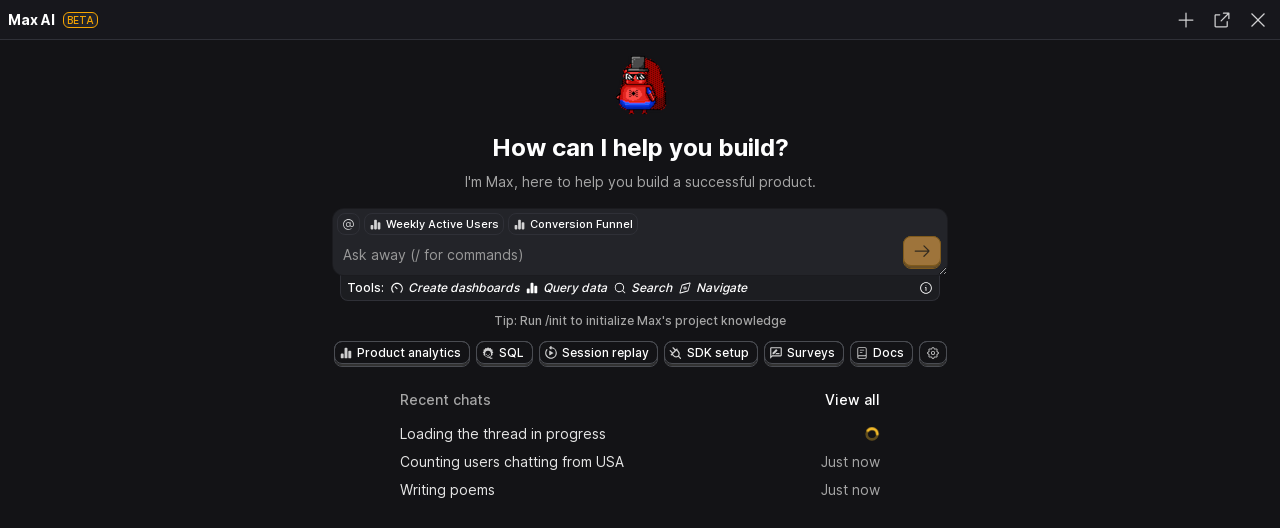 Max AI BETA
How can I help you build?
I'm Max, here to help you build a successful product.
@ Weekly Active Users Conversion Funnel
Ask away (/ for commands)
Tools: Create dashboards Query data Search Navigate
Tip: Run /init to initialize Max's project knowledge
Product analytics SQL Session replay SDK setup Surveys Docs
Recent chats View all
Loading the thread in progress
Counting users chatting from USA Just now
Writing poems Just now